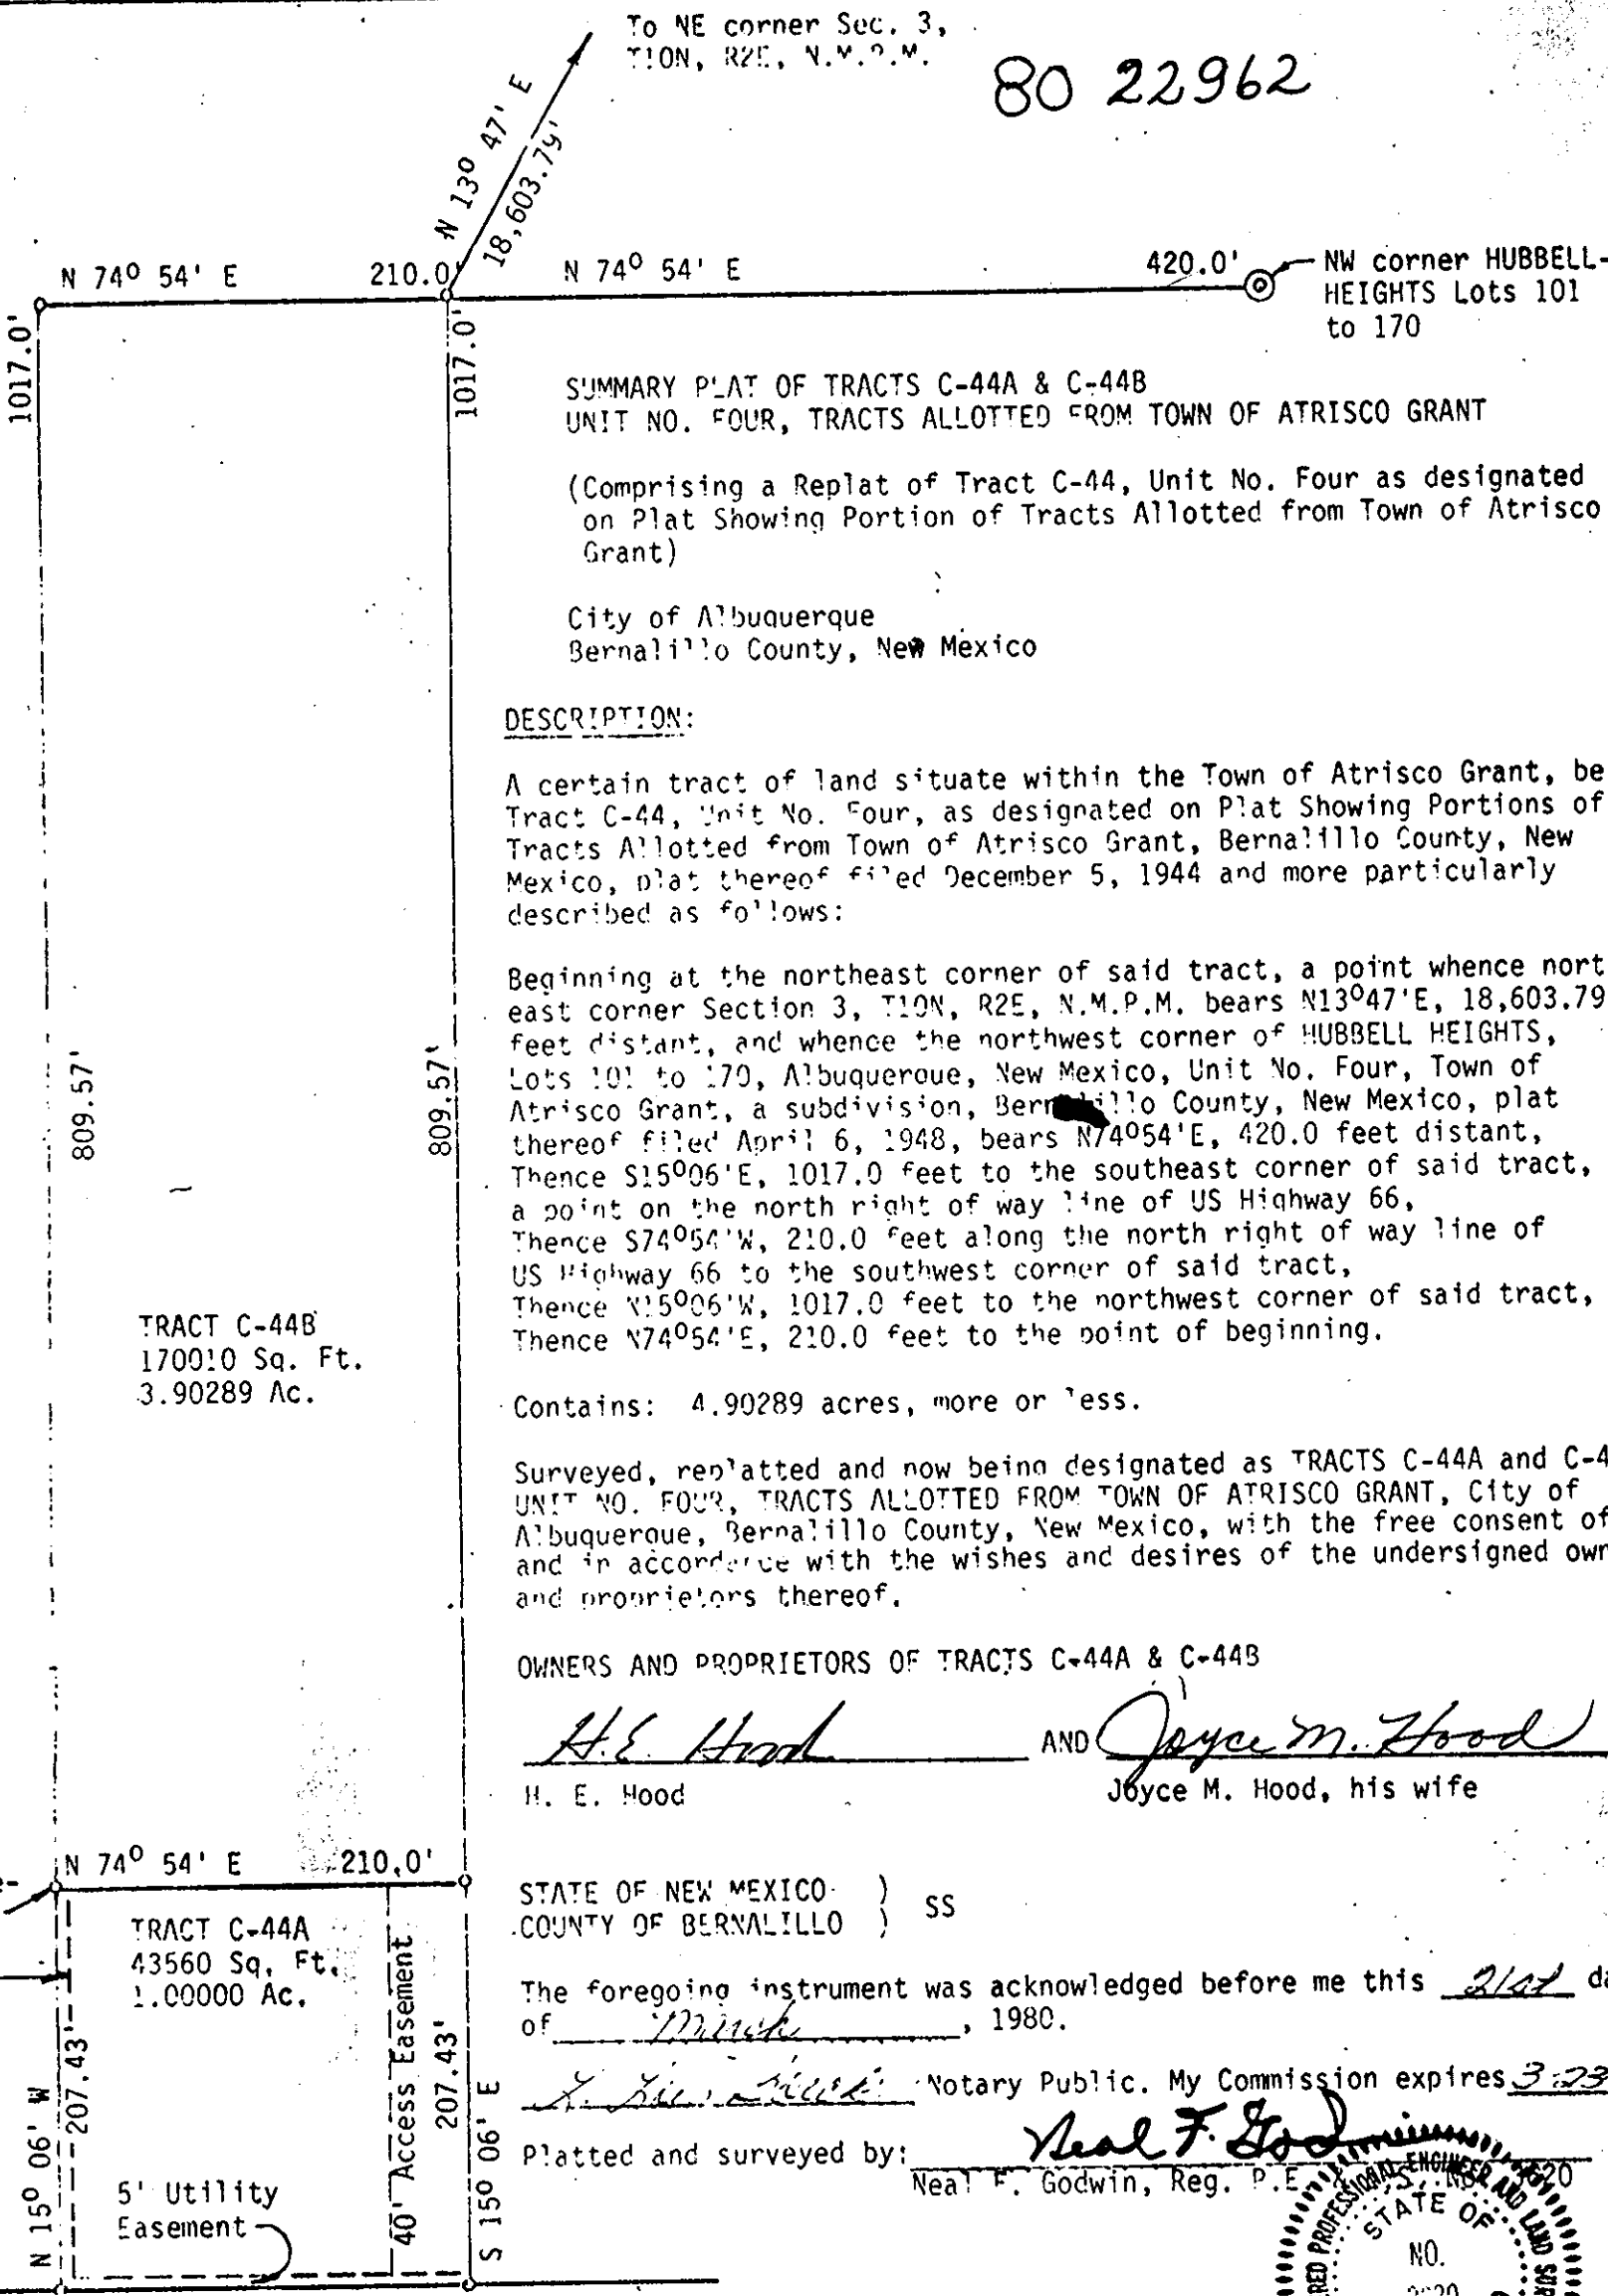 To NE corner Sec. 3,
T10N, R2E, N.M.P.M.
80 22962
N 13° 47' E
18,603.79'
N 74° 54' E 210.0' N 74° 54' E 420.0'
NW corner HUBBELL-
HEIGHTS Lots 101
to 170
1017.0'
1017.0'
SUMMARY PLAT OF TRACTS C-44A & C-44B
UNIT NO. FOUR, TRACTS ALLOTTED FROM TOWN OF ATRISCO GRANT
(Comprising a Replat of Tract C-44, Unit No. Four as designated
on Plat Showing Portion of Tracts Allotted from Town of Atrisco
Grant)
City of Albuquerque
Bernalillo County, New Mexico
DESCRIPTION:
A certain tract of land situate within the Town of Atrisco Grant, be
Tract C-44, Unit No. Four, as designated on Plat Showing Portions of
Tracts Allotted from Town of Atrisco Grant, Bernalillo County, New
Mexico, plat thereof filed December 5, 1944 and more particularly
described as follows:
Beginning at the northeast corner of said tract, a point whence nort
east corner Section 3, T10N, R2E, N.M.P.M. bears N13°47'E, 18,603.79
feet distant, and whence the northwest corner of HUBBELL HEIGHTS,
Lots 101 to 170, Albuquerque, New Mexico, Unit No. Four, Town of
Atrisco Grant, a subdivision, Bernalillo County, New Mexico, plat
thereof filed April 6, 1948, bears N74°54'E, 420.0 feet distant,
Thence S15°06'E, 1017.0 feet to the southeast corner of said tract,
a point on the north right of way line of US Highway 66,
Thence S74°54'W, 210.0 feet along the north right of way line of
US Highway 66 to the southwest corner of said tract,
Thence N15°06'W, 1017.0 feet to the northwest corner of said tract,
Thence N74°54'E, 210.0 feet to the point of beginning.
Contains: 4.90289 acres, more or less.
Surveyed, replatted and now being designated as TRACTS C-44A and C-4
UNIT NO. FOUR, TRACTS ALLOTTED FROM TOWN OF ATRISCO GRANT, City of
Albuquerque, Bernalillo County, New Mexico, with the free consent of
and in accordance with the wishes and desires of the undersigned own
and proprietors thereof.
809.57'
809.57'
TRACT C-44B
170010 Sq. Ft.
3.90289 Ac.
OWNERS AND PROPRIETORS OF TRACTS C-44A & C-44B
H.E. Hood AND Joyce M. Hood
H. E. Hood Joyce M. Hood, his wife
N 74° 54' E 210.0'
TRACT C-44A
43560 Sq. Ft.
1.00000 Ac.
40' Access Easement
207.43'
207.43'
N 15° 06' W
S 15° 06' E
5' Utility
Easement
STATE OF NEW MEXICO )
COUNTY OF BERNALILLO ) SS
The foregoing instrument was acknowledged before me this 21st da
of March, 1980.
Notary Public. My Commission expires 3-23
Platted and surveyed by: Neal F. God
Neal F. Godwin, Reg. P.E.
RED PROFESSIONAL ENGINEER AND LAND
STATE OF
NO.